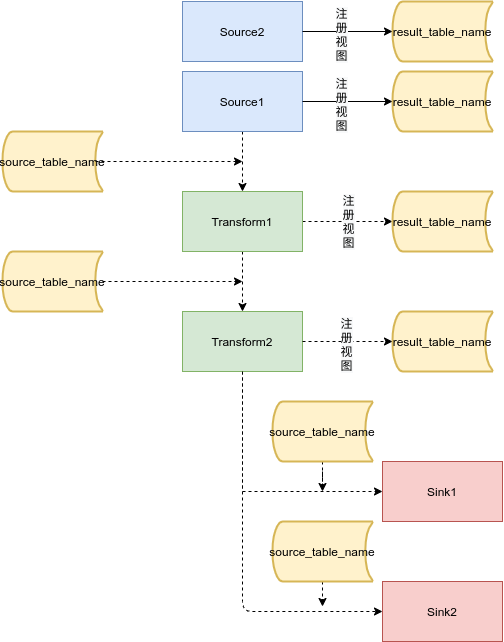 Source2
注
册
视
图
result_table_name
Source1
注
册
视
图
result_table_name
source_table_name
Transform1
注
册
视
图
result_table_name
source_table_name
Transform2
注
册
视
图
result_table_name
source_table_name
Sink1
source_table_name
Sink2